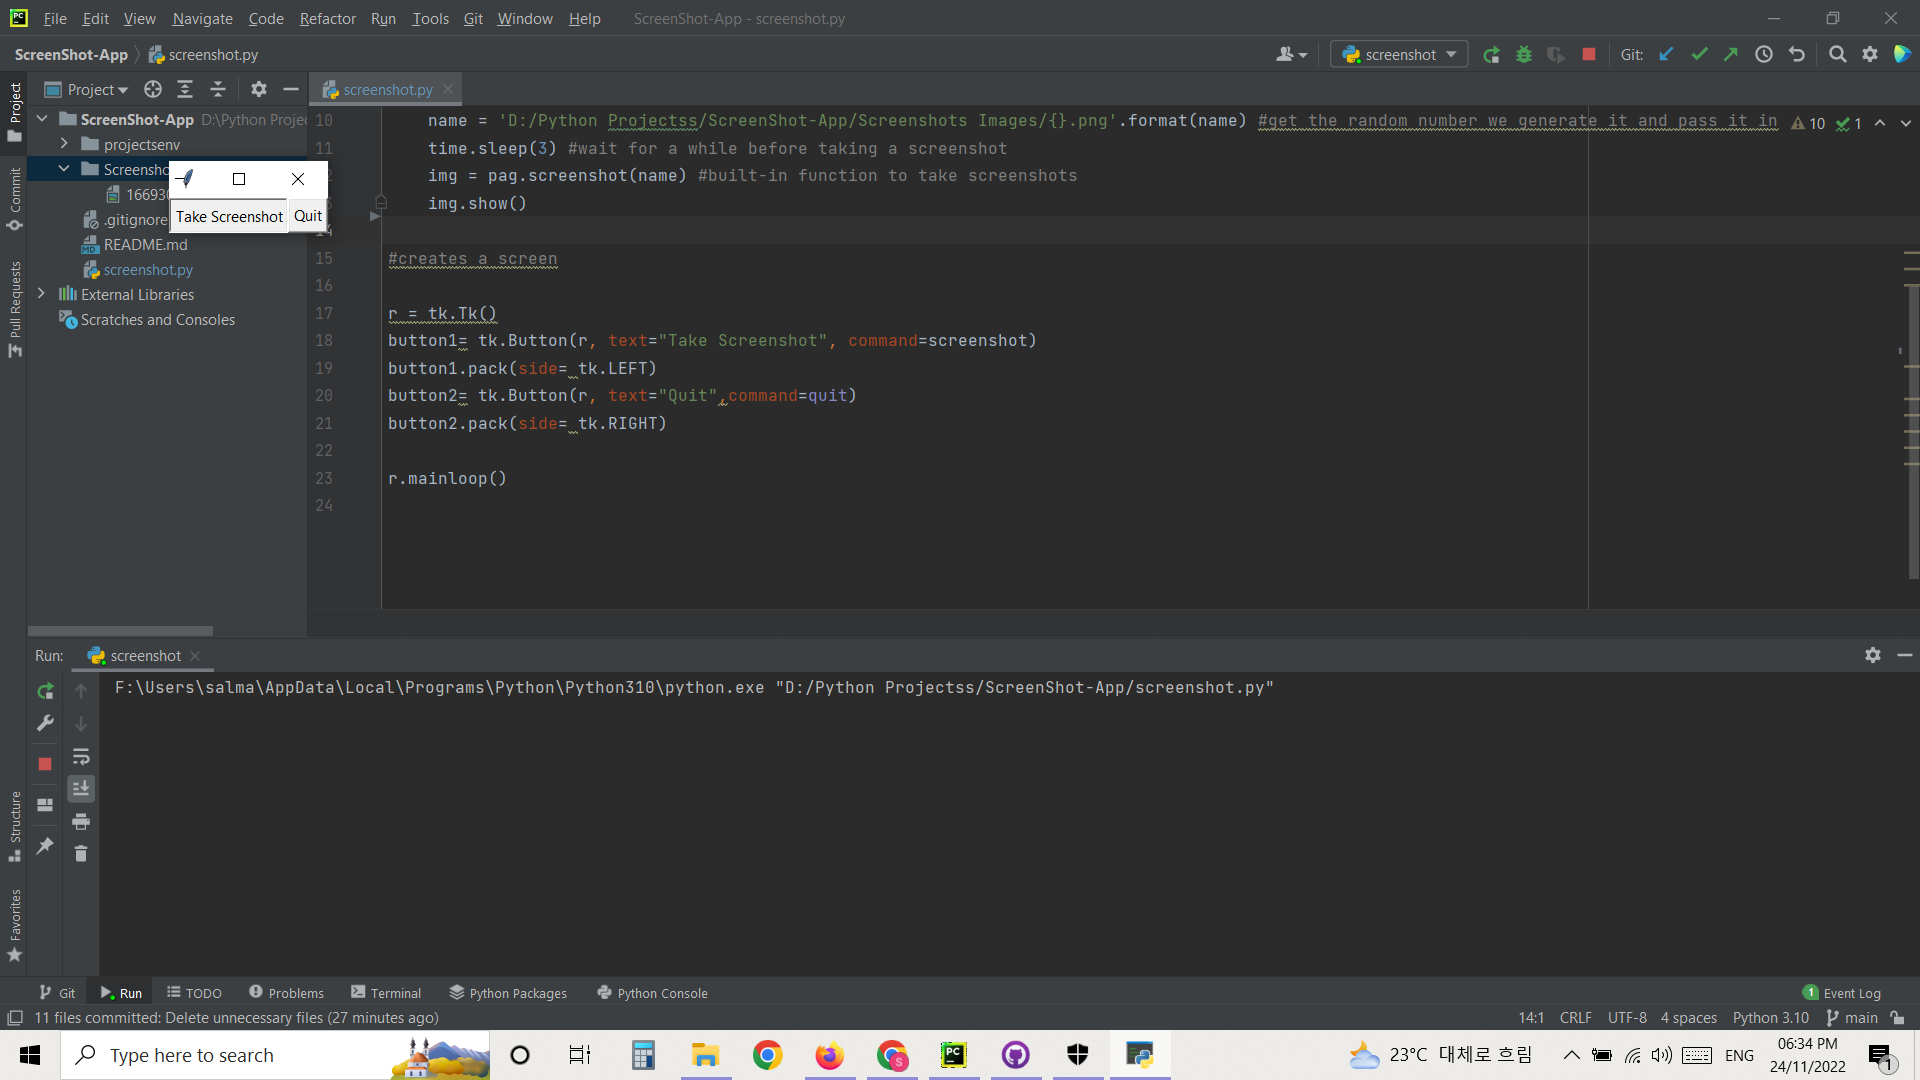 File Edit View Navigate Code Refactor Run Tools Git Window Help ScreenShot-App - screenshot.py
ScreenShot-App screenshot.py screenshot Git:
Project screenshot.py
Project
Commit
Pull Requests
Structure
Favorites
ScreenShot-App D:\Python Projec
projectsenv
Screensho
16693
.gitignore
README.md
screenshot.py
External Libraries
Scratches and Consoles
Take Screenshot Quit
10 name = 'D:/Python Projectss/ScreenShot-App/Screenshots Images/{}.png'.format(name) #get the random number we generate it and pass it in 10 1
11 time.sleep(3) #wait for a while before taking a screenshot
img = pag.screenshot(name) #built-in function to take screenshots
img.show()
14
15 #creates a screen
16
17 r = tk.Tk()
18 button1= tk.Button(r, text="Take Screenshot", command=screenshot)
19 button1.pack(side= tk.LEFT)
20 button2= tk.Button(r, text="Quit",command=quit)
21 button2.pack(side= tk.RIGHT)
22
23 r.mainloop()
24
Run: screenshot
F:\Users\salma\AppData\Local\Programs\Python\Python310\python.exe "D:/Python Projectss/ScreenShot-App/screenshot.py"
Git Run TODO Problems Terminal Python Packages Python Console 1 Event Log
11 files committed: Delete unnecessary files (27 minutes ago) 14:1 CRLF UTF-8 4 spaces Python 3.10 main
Type here to search 23°C 대체로 흐림 ENG 06:34 PM
24/11/2022 1